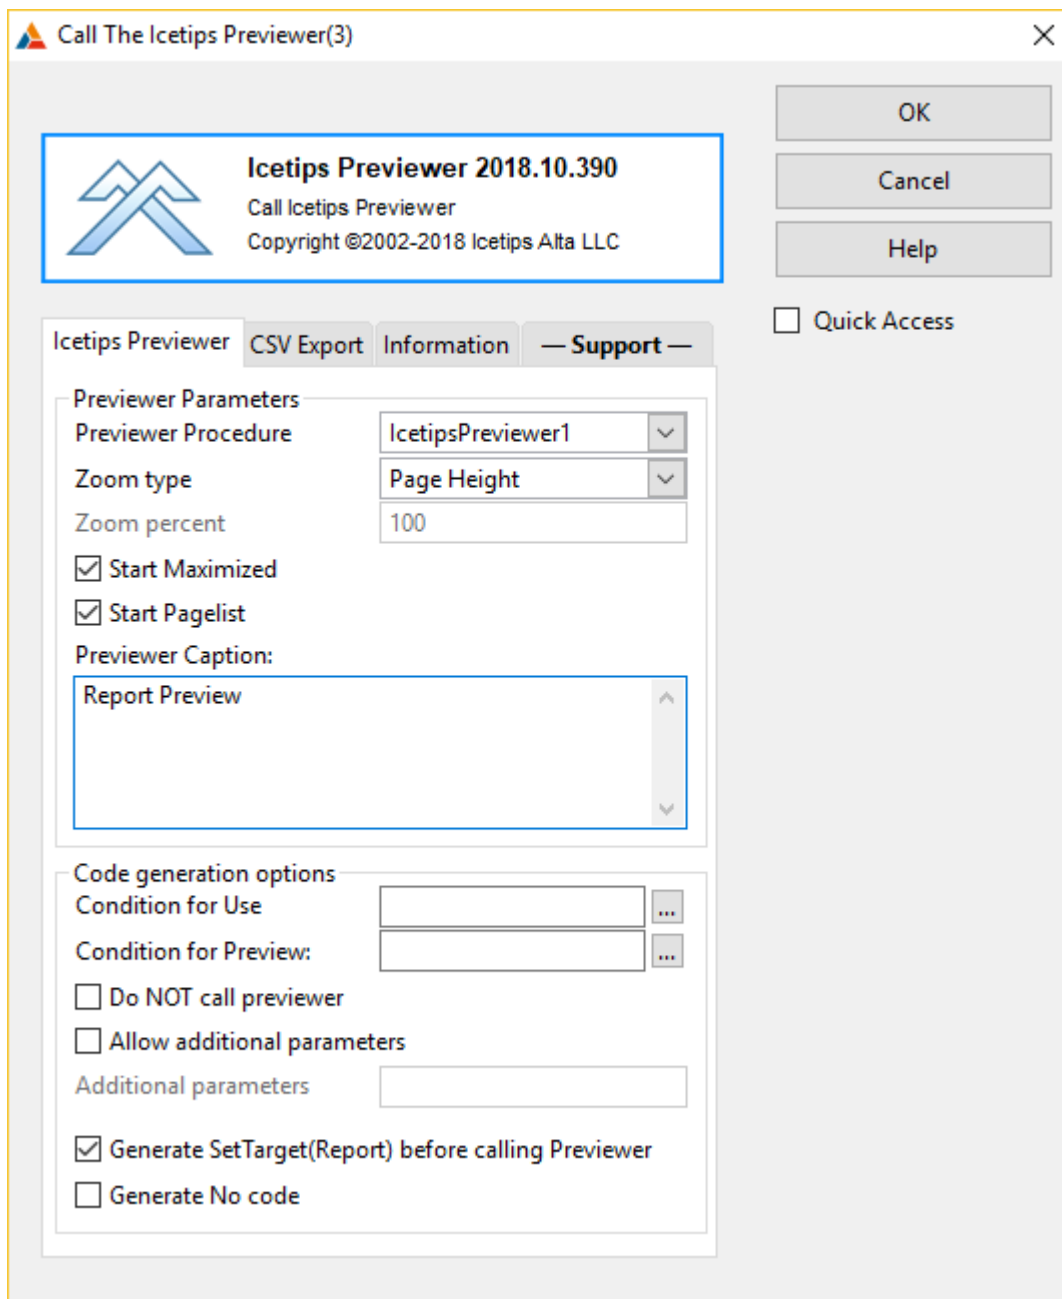 Call The Icetips Previewer(3)
OK
Icetips Previewer 2018.10.390
Call Icetips Previewer
Copyright ©2002-2018 Icetips Alta LLC
Cancel
Help
Quick Access
Icetips Previewer CSV Export Information — Support —
Previewer Parameters
Previewer Procedure IcetipsPreviewer1
Zoom type Page Height
Zoom percent 100
Start Maximized
Start Pagelist
Previewer Caption:
Report Preview
Code generation options
Condition for Use ...
Condition for Preview: ...
Do NOT call previewer
Allow additional parameters
Additional parameters
Generate SetTarget(Report) before calling Previewer
Generate No code